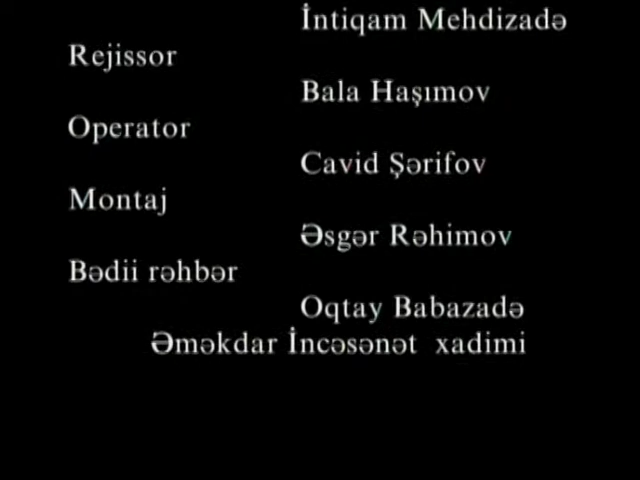 İntiqam Mehdizadə
Rejissor
Bala Haşımov
Operator
Cavid Şərifov
Montaj
Əsgər Rəhimov
Bədii rəhbər
Oqtay Babazadə
Əməkdar İncəsənət xadimi